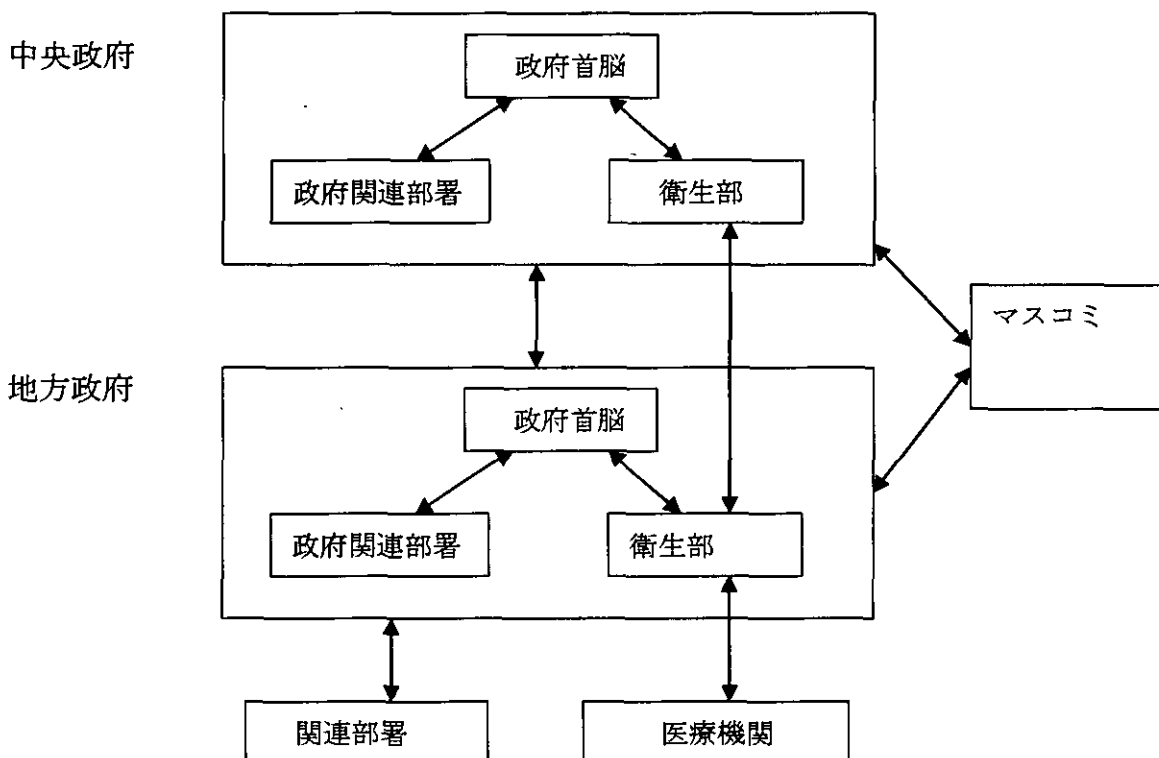 中央政府
政府首脳
政府関連部署
衛生部
マスコミ
地方政府
政府首脳
政府関連部署
衛生部
関連部署
医療機関